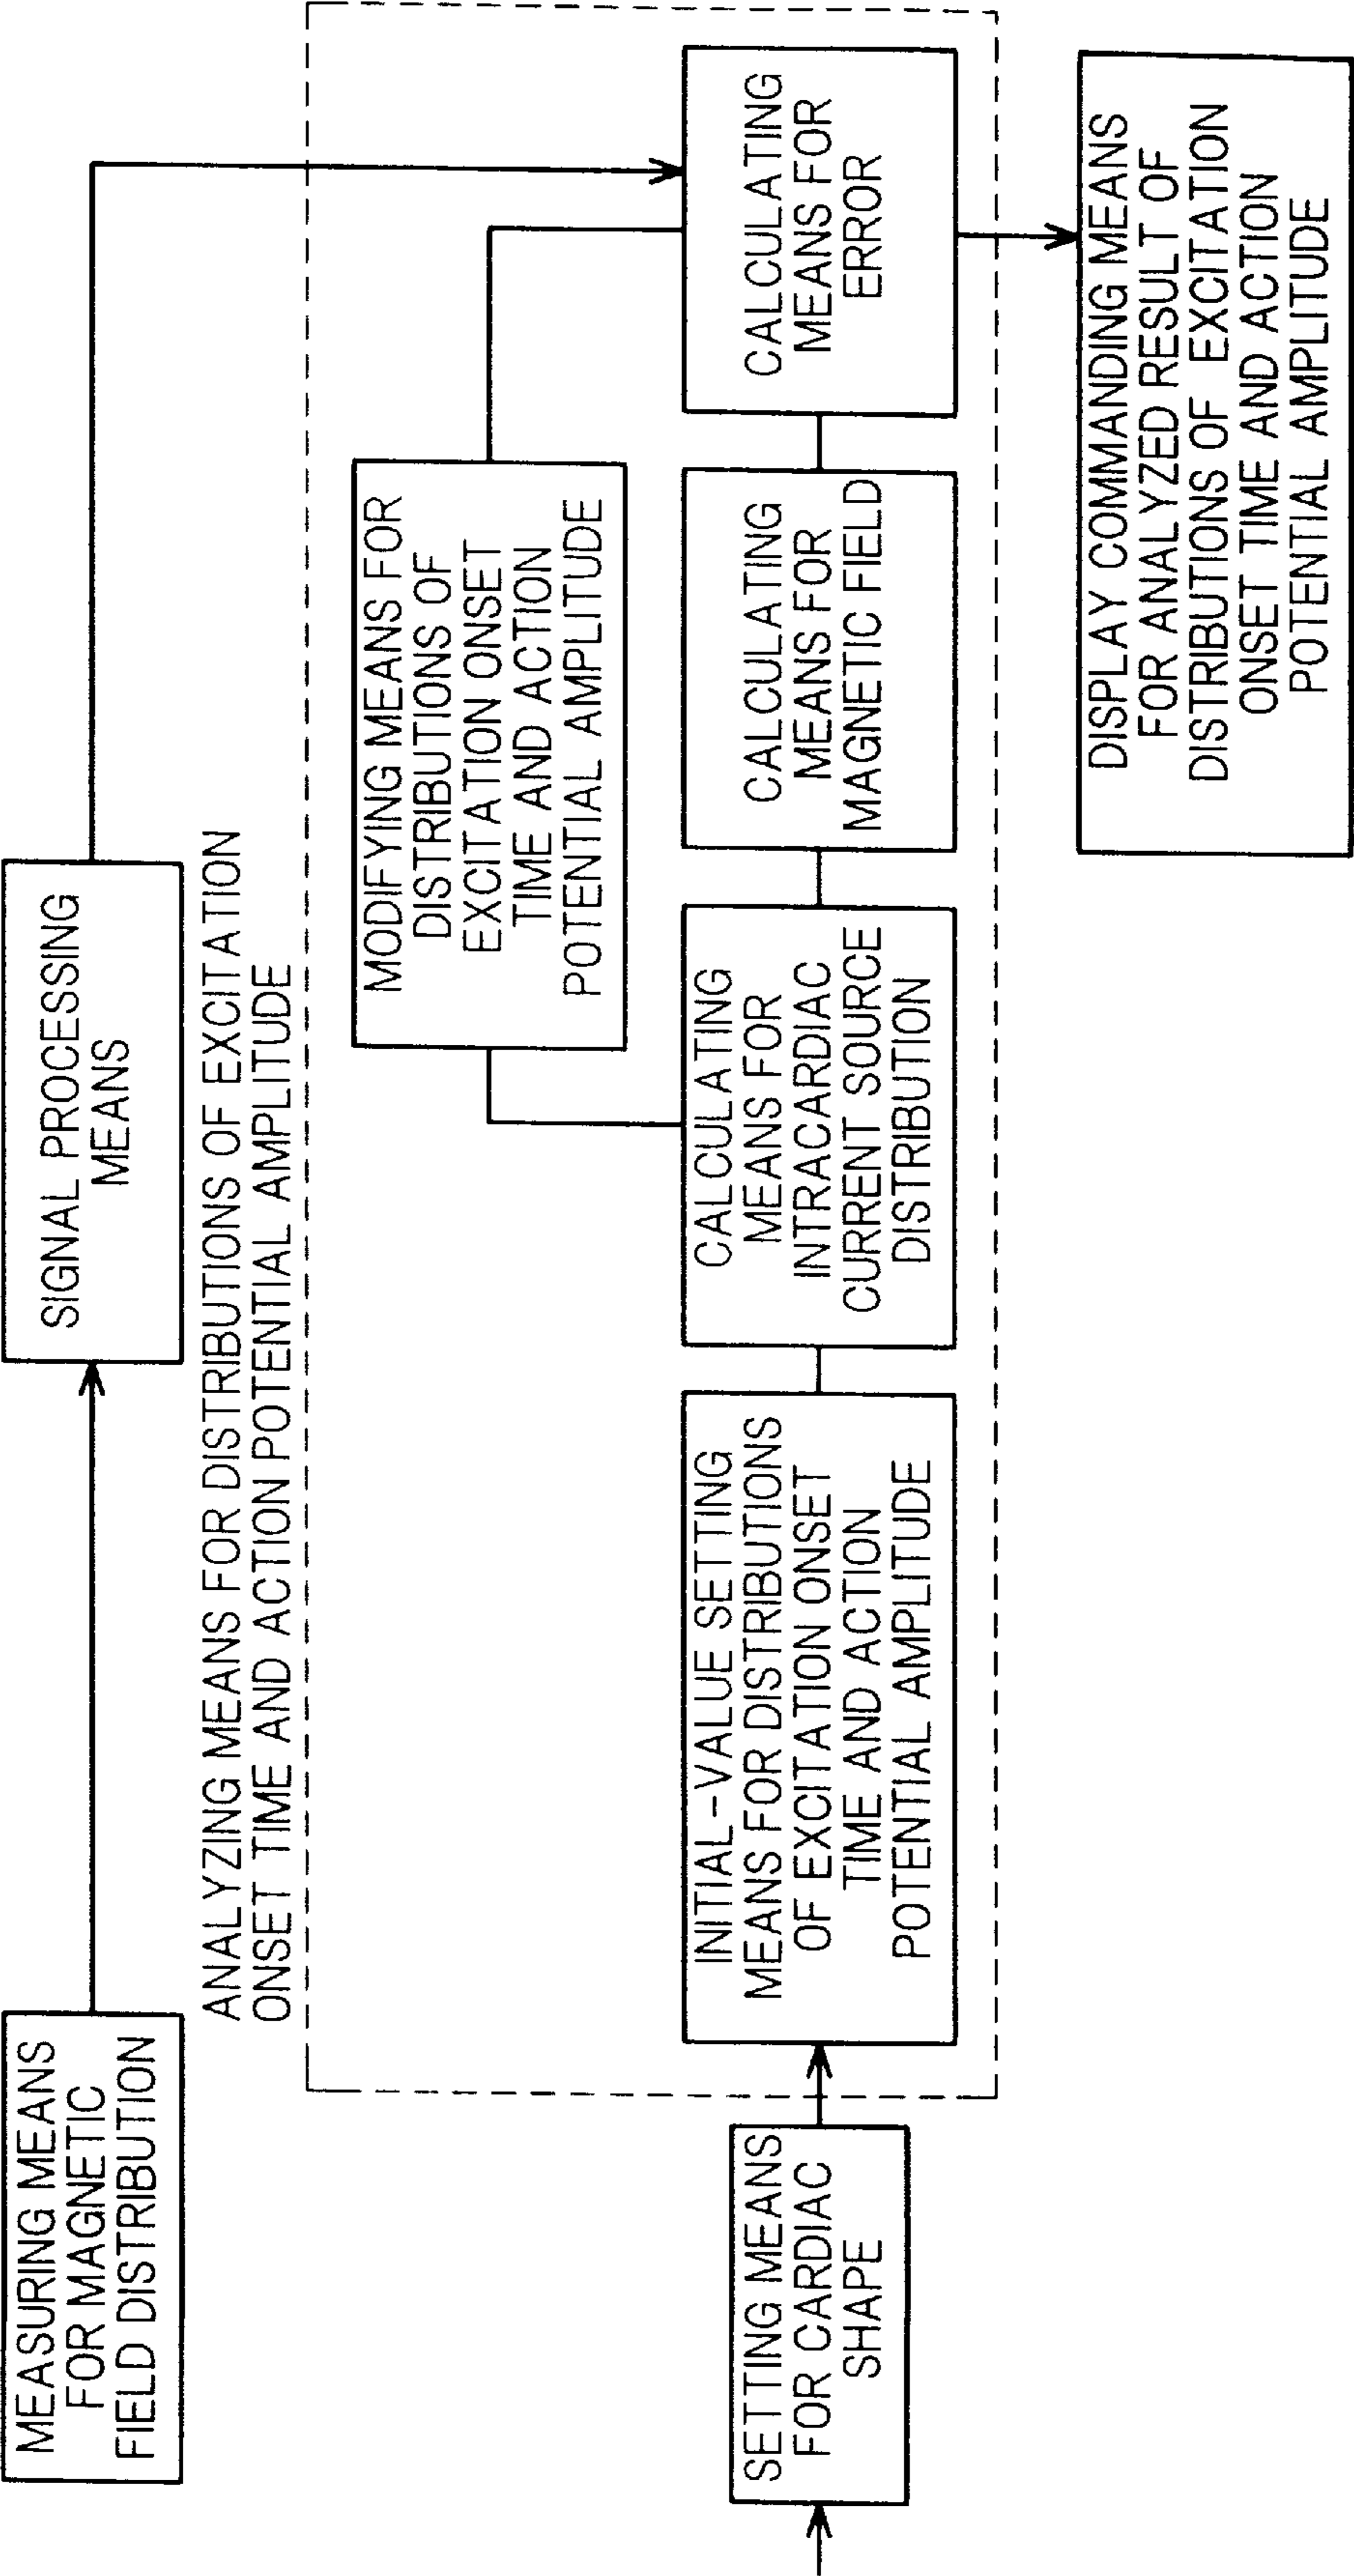 MEASURING MEANS
FOR MAGNETIC
FIELD DISTRIBUTION
SIGNAL PROCESSING
MEANS
ANALYZING MEANS FOR DISTRIBUTIONS OF EXCITATION
ONSET TIME AND ACTION POTENTIAL AMPLITUDE
MODIFYING MEANS FOR
DISTRIBUTIONS OF
EXCITATION ONSET
TIME AND ACTION
POTENTIAL AMPLITUDE
SETTING MEANS
FOR CARDIAC
SHAPE
INITIAL-VALUE SETTING
MEANS FOR DISTRIBUTIONS
OF EXCITATION ONSET
TIME AND ACTION
POTENTIAL AMPLITUDE
CALCULATING
MEANS FOR
INTRACARDIAC
CURRENT SOURCE
DISTRIBUTION
CALCULATING
MEANS FOR
MAGNETIC FIELD
CALCULATING
MEANS FOR
ERROR
DISPLAY COMMANDING MEANS
FOR ANALYZED RESULT OF
DISTRIBUTIONS OF EXCITATION
ONSET TIME AND ACTION
POTENTIAL AMPLITUDE